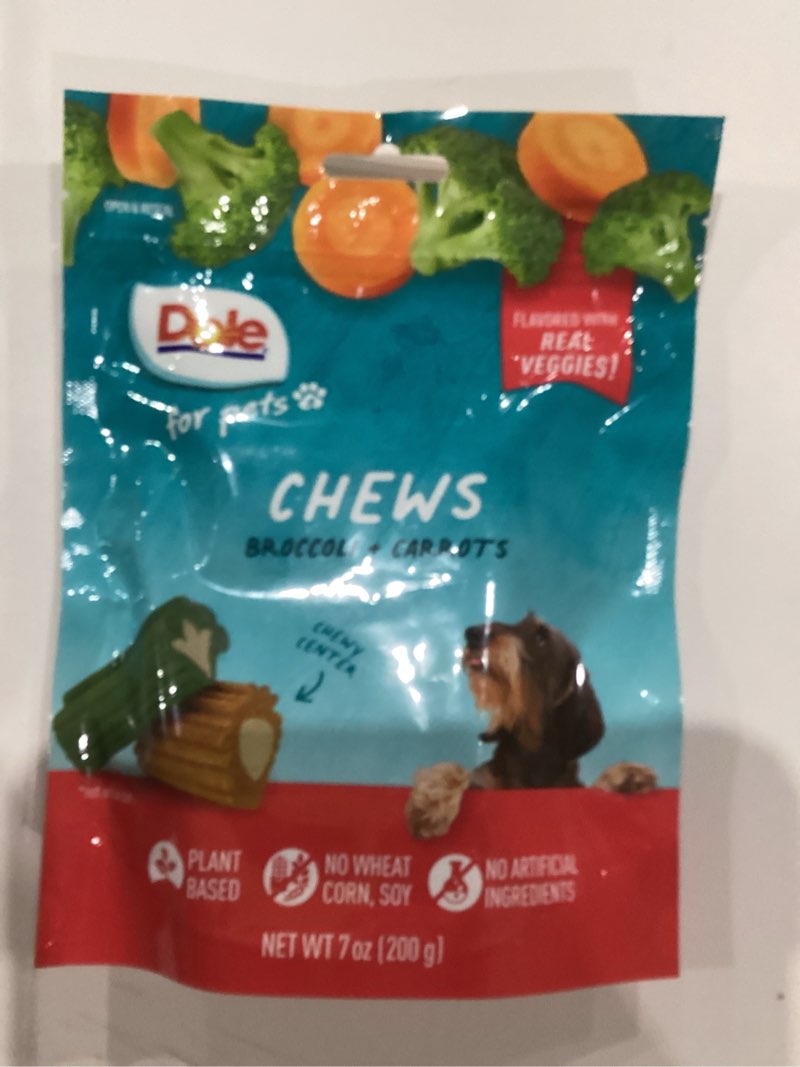 OPEN & RESEAL
Dole
for pets
FLAVORED WITH
REAL
VEGGIES!
CHEWS
BROCCOLI + CARROTS
CHEWY
CENTER
PLANT
BASED
NO WHEAT
CORN, SOY
NO ARTIFICIAL
INGREDIENTS
NET WT 7 oz (200 g)